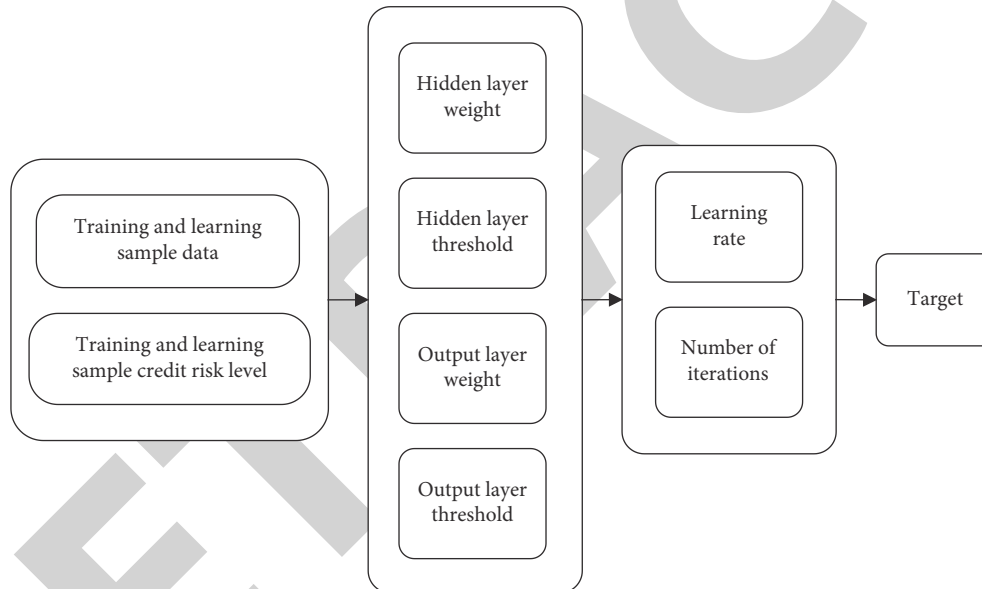 Training and learning
sample data
Training and learning
sample credit risk level
Hidden layer
weight
Hidden layer
threshold
Output layer
weight
Output layer
threshold
Learning
rate
Number of
iterations
Target